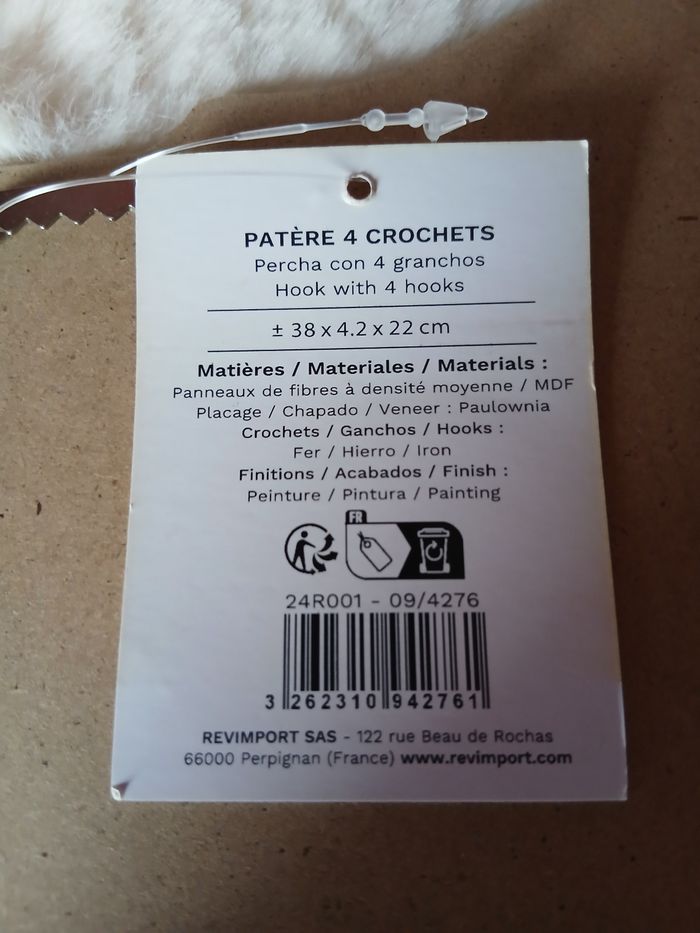 PATÈRE 4 CROCHETS
Percha con 4 granchos
Hook with 4 hooks
± 38 x 4.2 x 22 cm
Matières / Materiales / Materials :
Panneaux de fibres à densité moyenne / MDF
Placage / Chapado / Veneer : Paulownia
Crochets / Ganchos / Hooks :
Fer / Hierro / Iron
Finitions / Acabados / Finish :
Peinture / Pintura / Painting
FR
24R001 - 09/4276
3 262310 942761
REVIMPORT SAS - 122 rue Beau de Rochas
66000 Perpignan (France) www.revimport.com